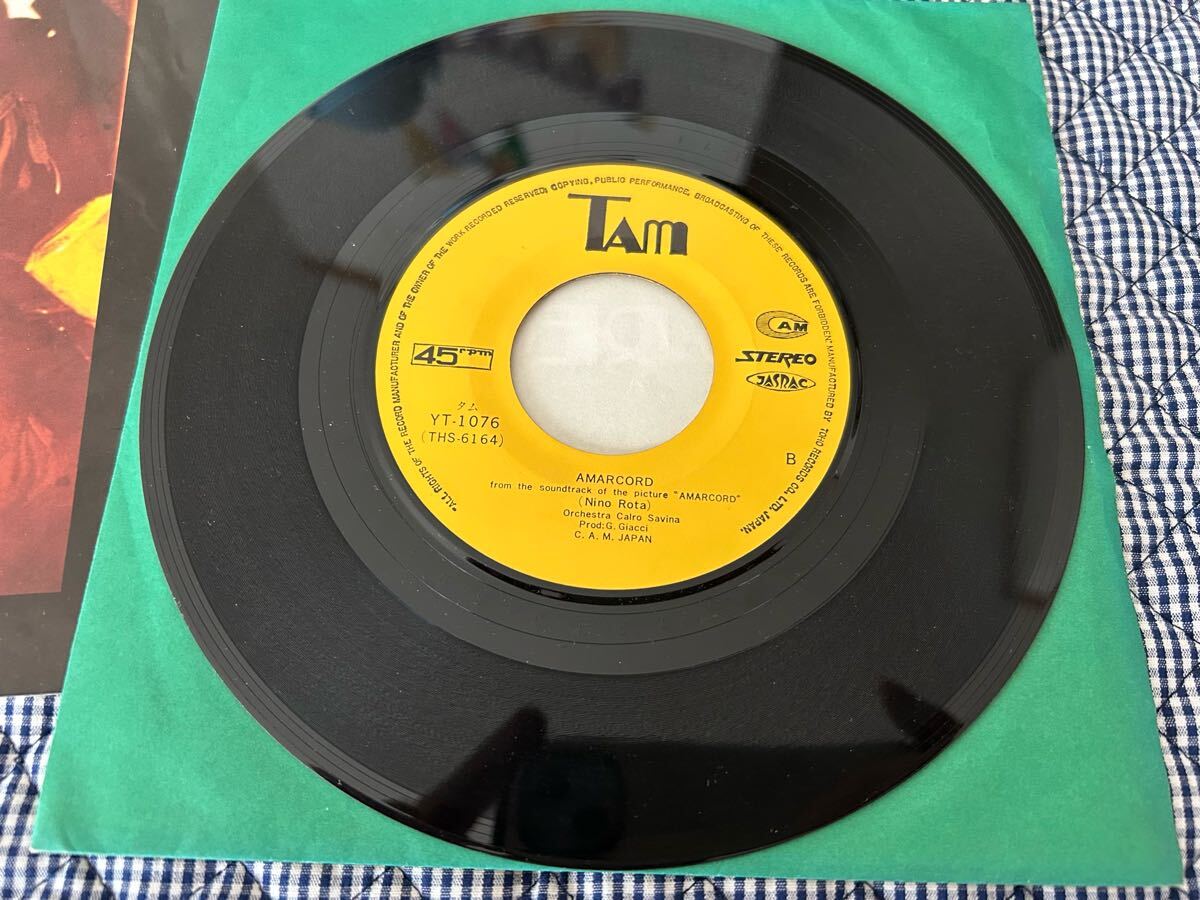 "ALL RIGHTS OF THE RECORD MANUFACTURER AND OF THE OWNER OF THE WORK RECORDED RESERVED; COPYING, PUBLIC PERFORMANCE, BROADCASTING OF THESE RECORDS ARE FORBIDDEN" MANUFACTURED BY TOHO RECORDS CO., LTD. JAPAN.
TAM
CAM
45rpm
STEREO
JASRAC
タム
YT-1076
(THS-6164)
B
AMARCORD
from the soundtrack of the picture "AMARCORD"
(Nino Rota)
Orchestra Calro Savina
Prod: G. Giacci
C. A. M. JAPAN